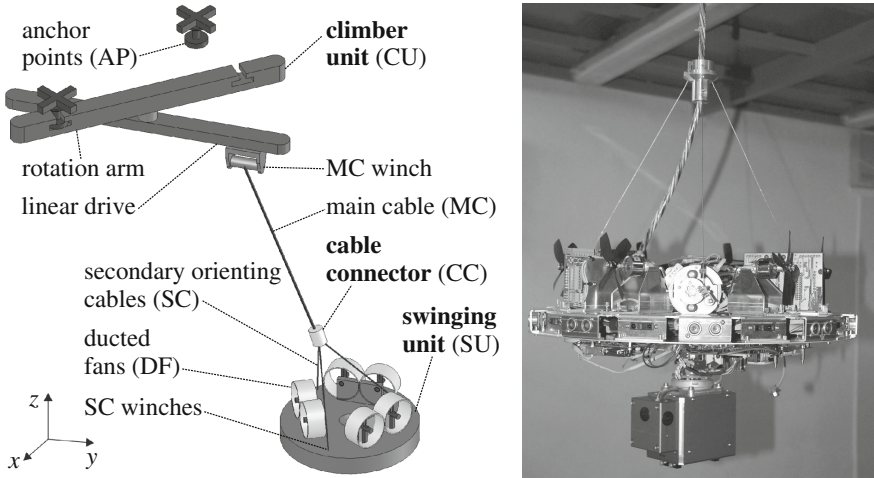 anchor
points (AP)
climber
unit (CU)
rotation arm
linear drive
MC winch
main cable (MC)
cable
connector (CC)
secondary orienting
cables (SC)
swinging
unit (SU)
ducted
fans (DF)
SC winches
z
x
y